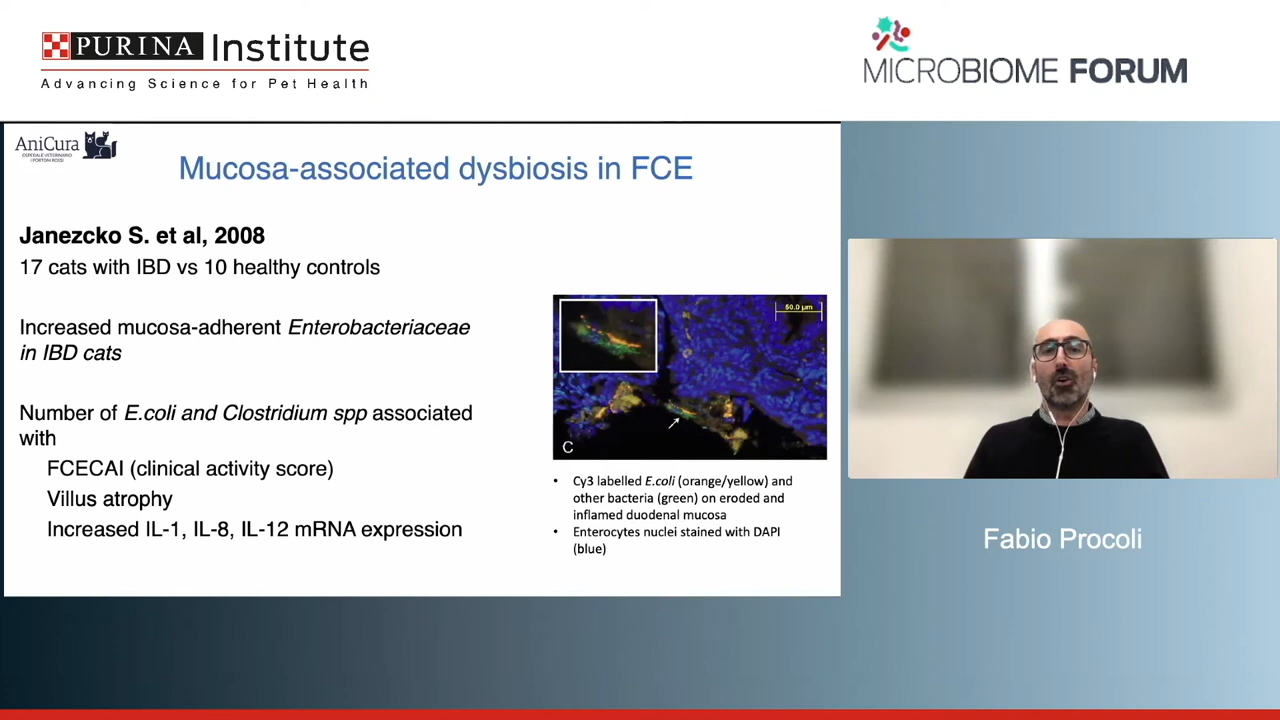 PURINA Institute
Advancing Science for Pet Health
MICROBIOME FORUM
AniCura
OSPEDALE VETERINARIO
I PORTONI ROSSI
Mucosa-associated dysbiosis in FCE
Janezcko S. et al, 2008
17 cats with IBD vs 10 healthy controls
Increased mucosa-adherent Enterobacteriaceae
in IBD cats
Number of E.coli and Clostridium spp associated
with
FCECAI (clinical activity score)
Villus atrophy
Increased IL-1, IL-8, IL-12 mRNA expression
50.0 µm
C
• Cy3 labelled E.coli (orange/yellow) and
other bacteria (green) on eroded and
inflamed duodenal mucosa
• Enterocytes nuclei stained with DAPI
(blue)
Fabio Procoli